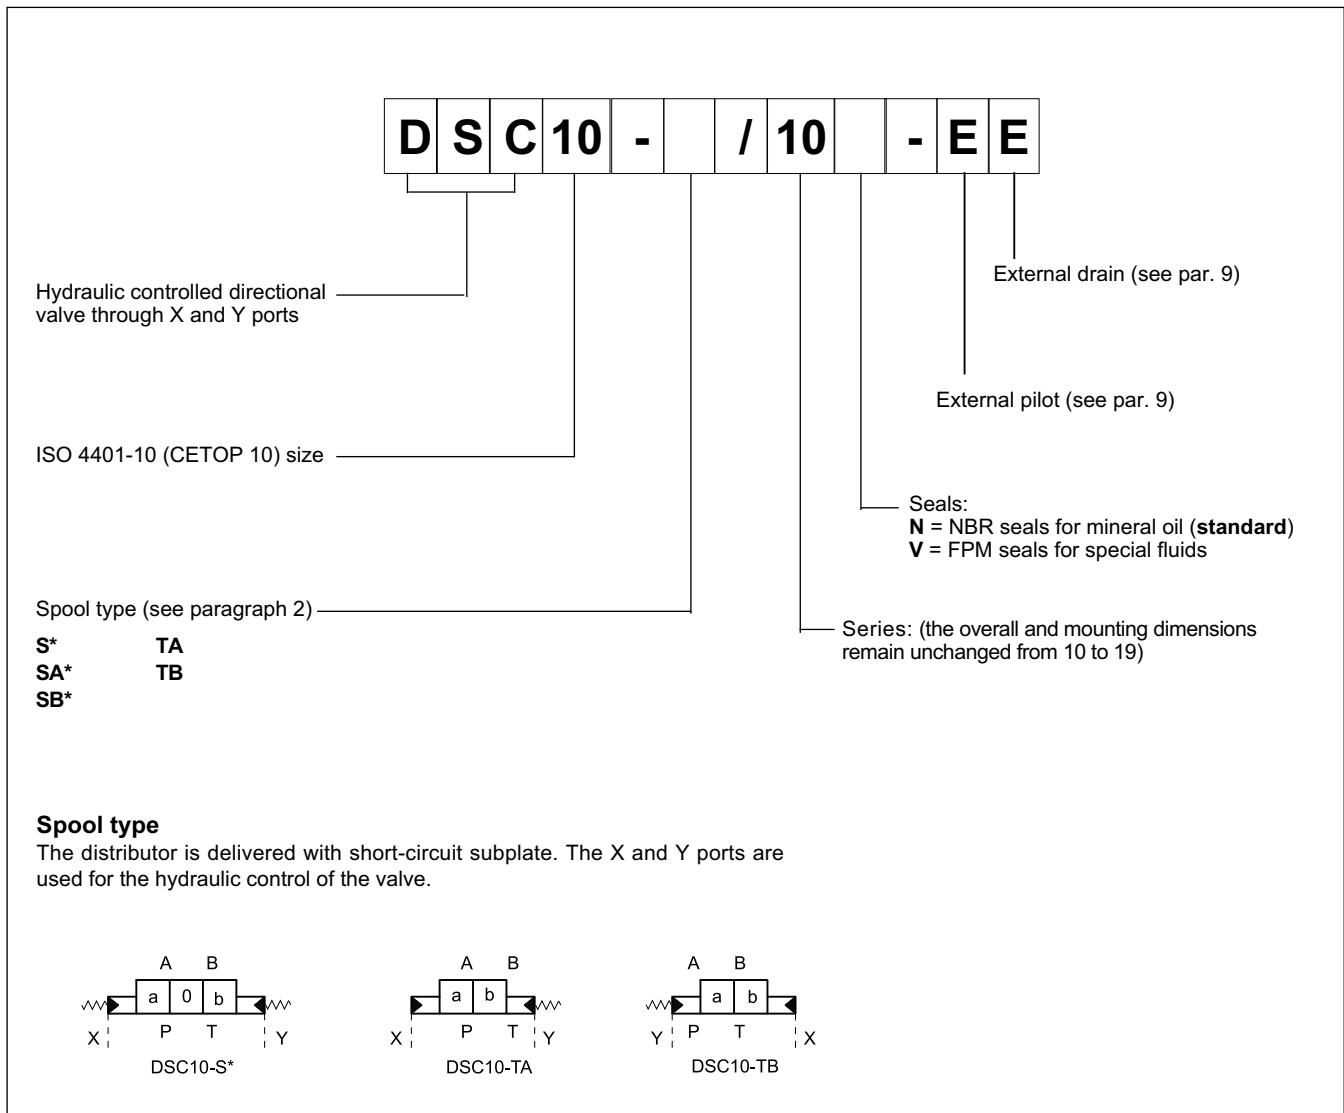 D S C 10 - / 10 - E E
Hydraulic controlled directional
valve through X and Y ports
External drain (see par. 9)
External pilot (see par. 9)
ISO 4401-10 (CETOP 10) size
Seals:
N = NBR seals for mineral oil (standard)
V = FPM seals for special fluids
Spool type (see paragraph 2)
S* TA
SA* TB
SB*
Series: (the overall and mounting dimensions
remain unchanged from 10 to 19)
Spool type
The distributor is delivered with short-circuit subplate. The X and Y ports are
used for the hydraulic control of the valve.
A B
a 0 b
X P T Y
DSC10-S*
A B
a b
X P T Y
DSC10-TA
A B
a b
Y P T X
DSC10-TB